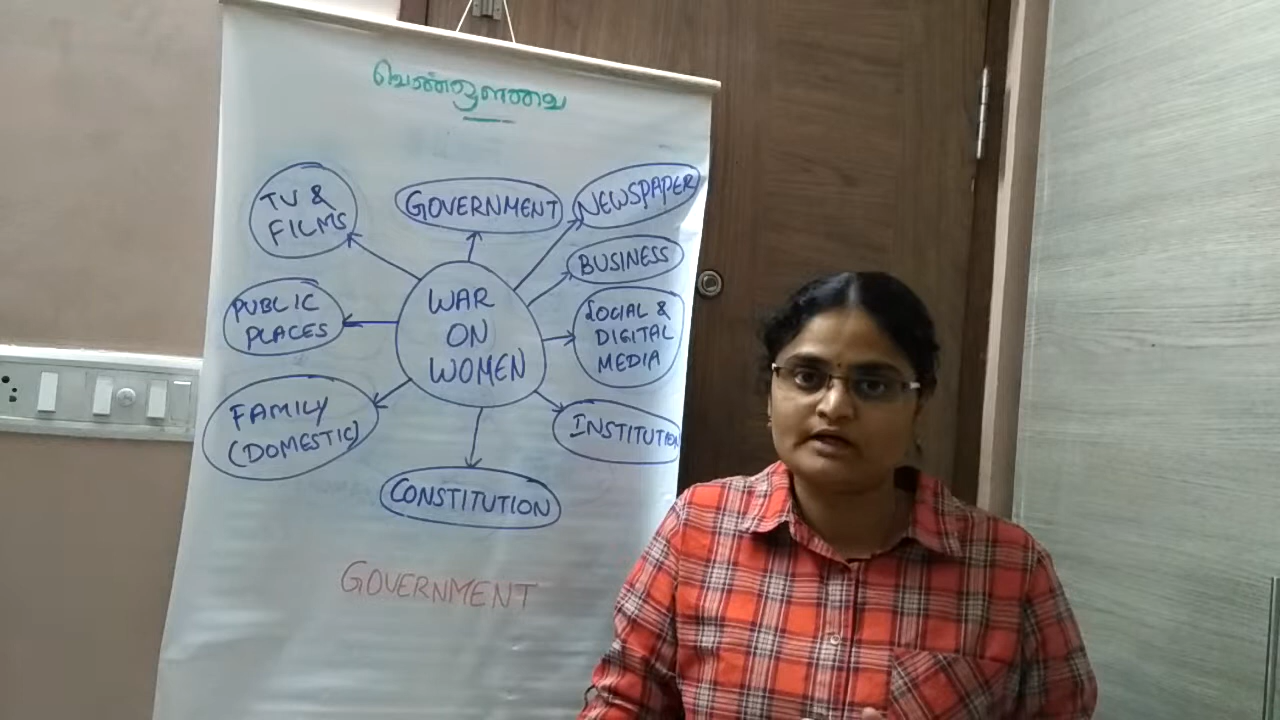 TV &
FILMS
GOVERNMENT
NEWSPAPER
BUSINESS
PUBLIC
PLACES
WAR
ON
WOMEN
SOCIAL &
DIGITAL
MEDIA
FAMILY
(DOMESTIC)
INSTITUTION
CONSTITUTION
GOVERNMENT